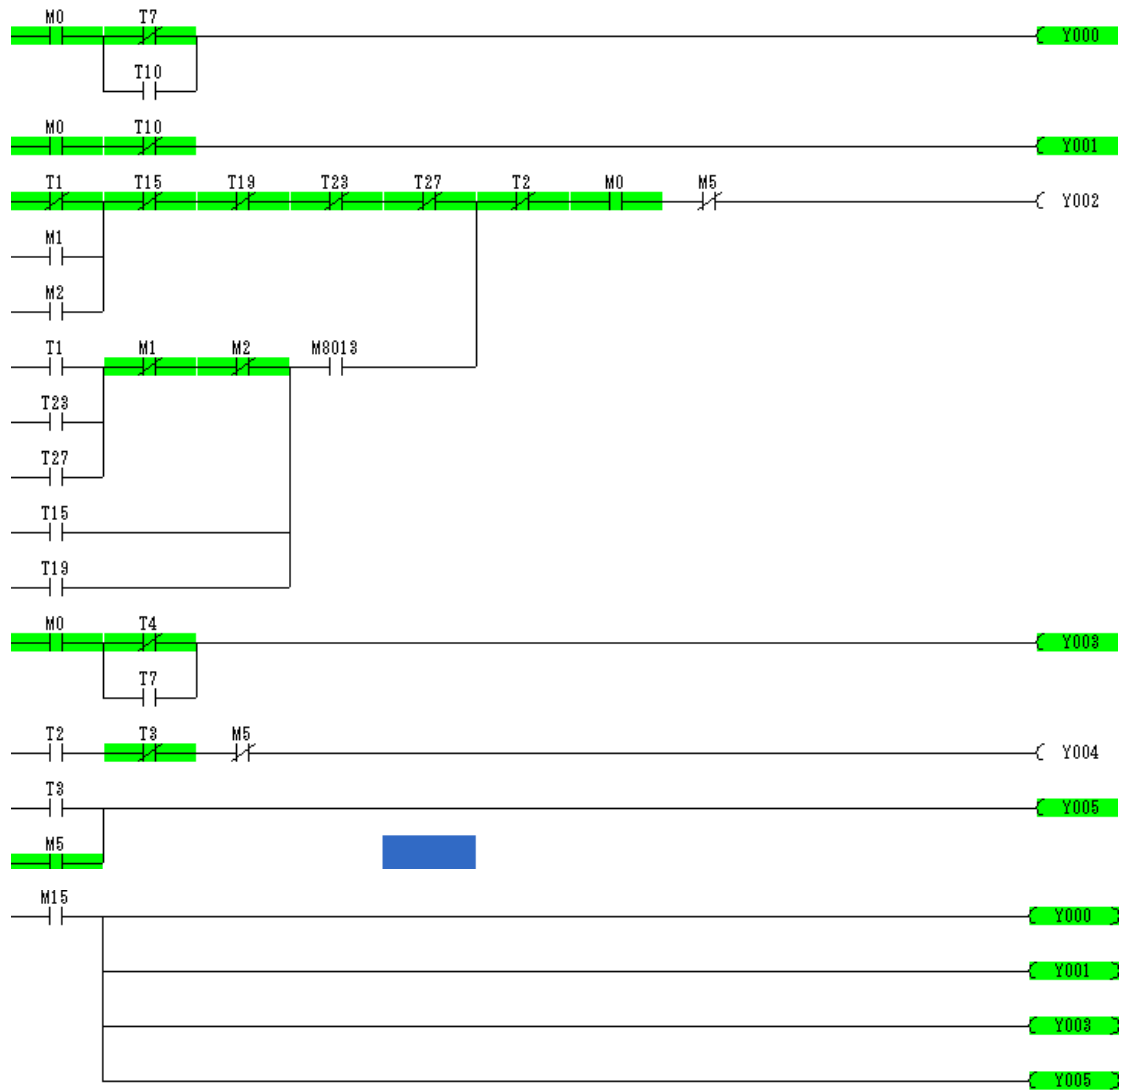 M0 T7
Y000
T10
M0 T10
Y001
T1 T15 T19 T23 T27 T2 M0 M5
Y002
M1
M2
T1 M1 M2 M8013
T23
T27
T15
T19
M0 T4
Y003
T7
T2 T3 M5
Y004
T3
Y005
M5
M15
Y000
Y001
Y003
Y005